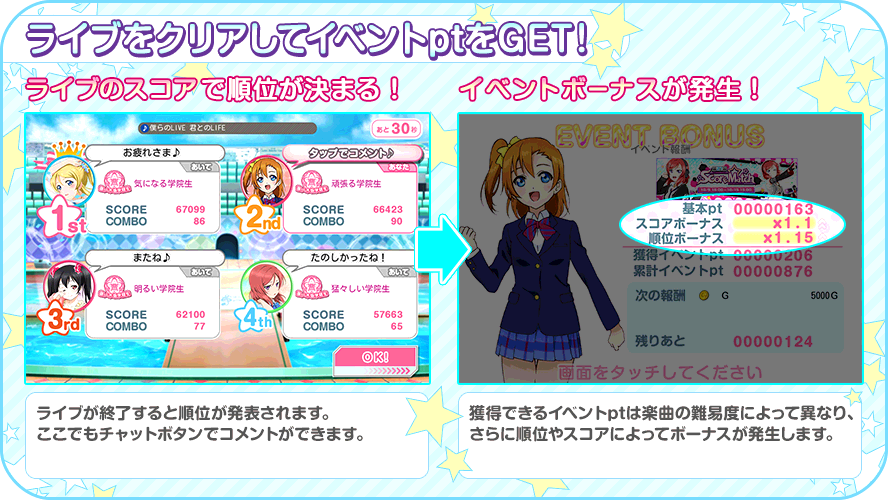 ライブをクリアしてイベントptをGET!
ライブのスコアで順位が決まる!
♪僕らのLIVE 君とのLIFE
あと30秒
お疲れさま♪
あいて
気になる学院生
SCORE 67099
COMBO 86
1st
タップでコメント♪
あなた
頑張る学院生
SCORE 66423
COMBO 90
2nd
またね♪
あいて
明るい学院生
SCORE 62100
COMBO 77
3rd
たのしかったね!
あいて
猛々しい学院生
SCORE 57663
COMBO 65
4th
OK!
ライブが終了すると順位が発表されます。
ここでもチャットボタンでコメントができます。
イベントボーナスが発生!
EVENT BONUS
イベント報酬
ScoreMatch
基本pt 00000163
スコアボーナス x1.1
順位ボーナス x1.15
獲得イベントpt 00000206
累計イベントpt 00000876
次の報酬 G 5000G
残りあと 00000124
画面をタッチしてください
獲得できるイベントptは楽曲の難易度によって異なり、
さらに順位やスコアによってボーナスが発生します。